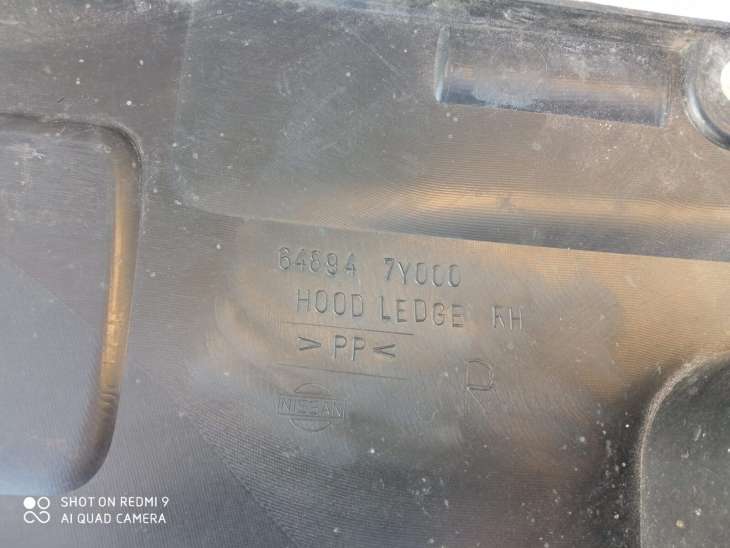 64894 7Y000
HOOD LEDGE RH
>PP<
R
NISSAN
SHOT ON REDMI 9
AI QUAD CAMERA